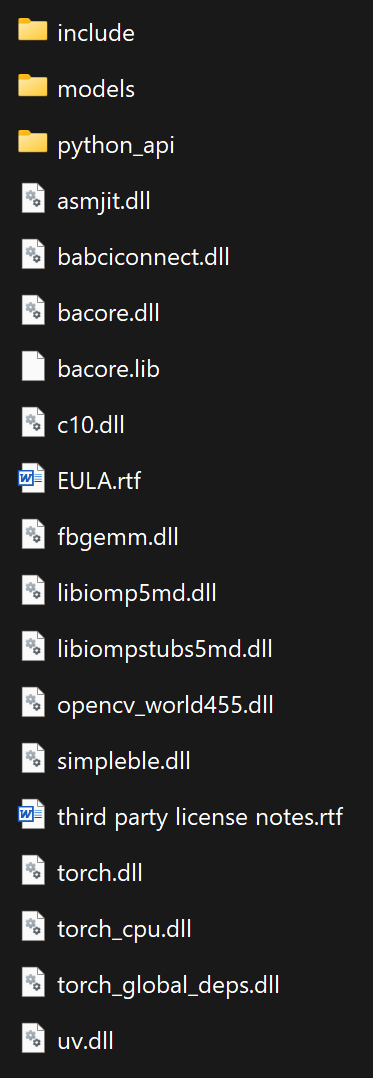 include
models
python_api
asmjit.dll
babciconnect.dll
bacore.dll
bacore.lib
c10.dll
EULA.rtf
fbgemm.dll
libiomp5md.dll
libiompstubs5md.dll
opencv_world455.dll
simpleble.dll
third party license notes.rtf
torch.dll
torch_cpu.dll
torch_global_deps.dll
uv.dll